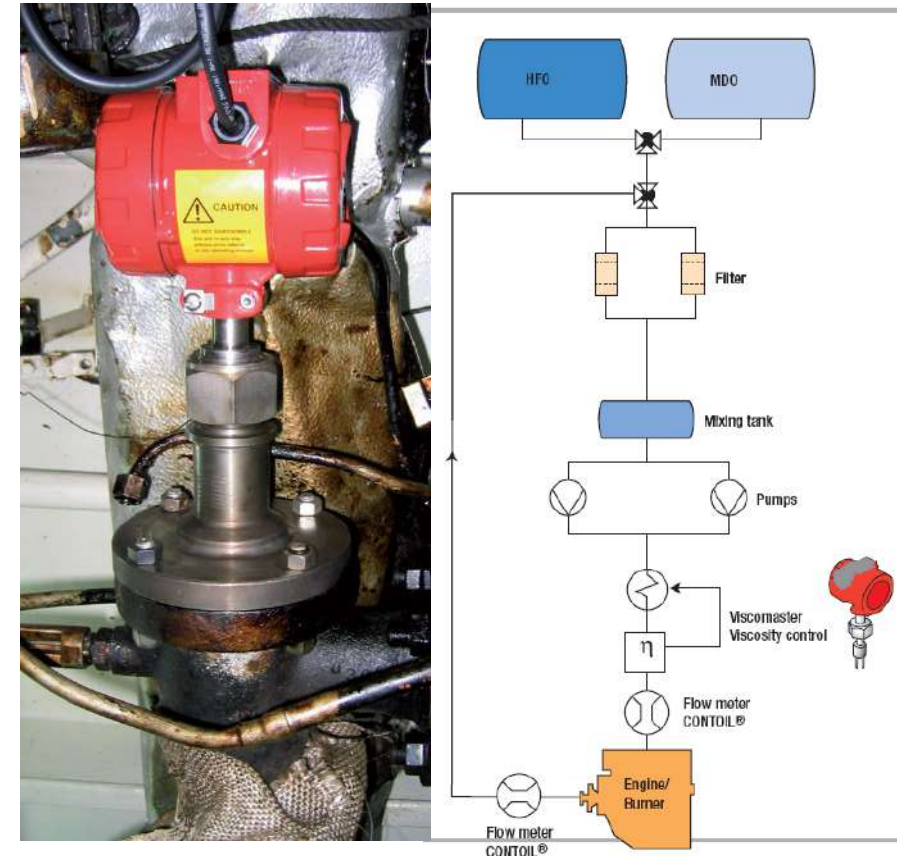 CAUTION
HFO
MDO
Filter
Mixing tank
Pumps
Viscomaster
Viscosity control
η
Flow meter
CONTOIL®
Engine/
Burner
Flow meter
CONTOIL®